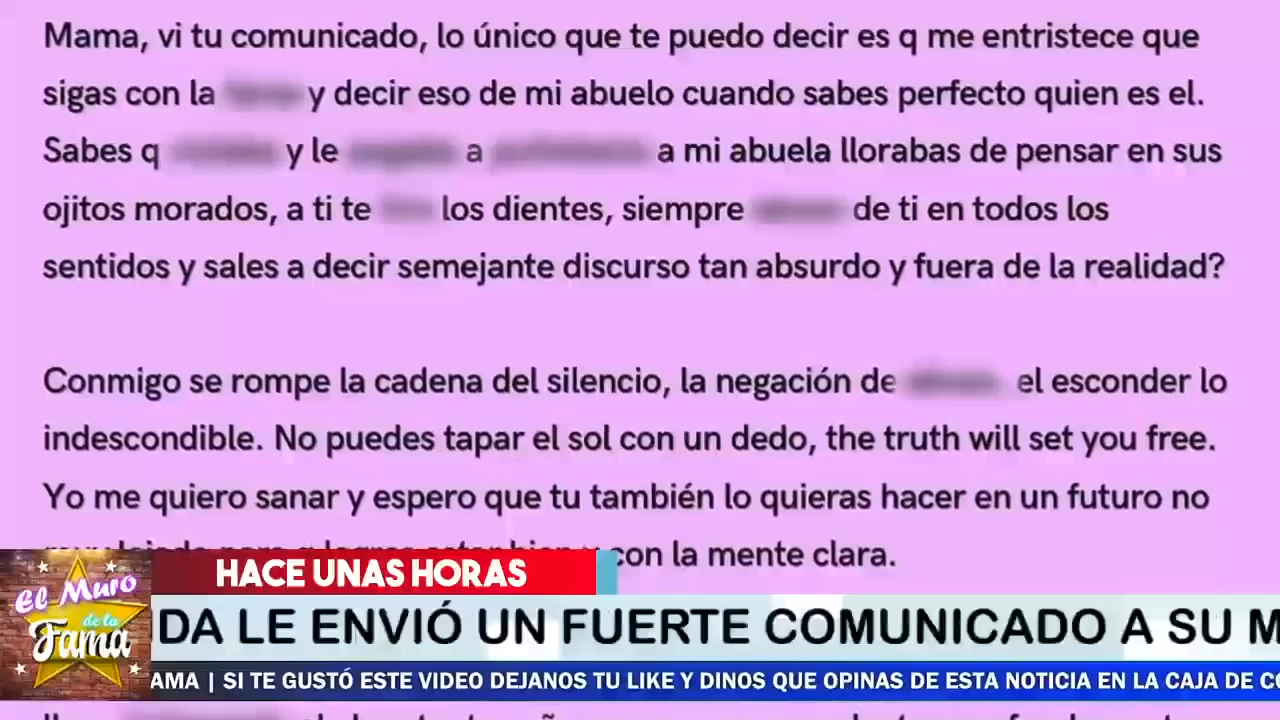 Mama, vi tu comunicado, lo único que te puedo decir es q me entristece que
sigas con la y decir eso de mi abuelo cuando sabes perfecto quien es el.
Sabes q y le a a mi abuela llorabas de pensar en sus
ojitos morados, a ti te los dientes, siempre de ti en todos los
sentidos y sales a decir semejante discurso tan absurdo y fuera de la realidad?
Conmigo se rompe la cadena del silencio, la negación de el esconder lo
indescondible. No puedes tapar el sol con un dedo, the truth will set you free.
Yo me quiero sanar y espero que tu también lo quieras hacer en un futuro no
con la mente clara.
HACE UNAS HORAS
El Muro
de la
Fama
DA LE ENVIÓ UN FUERTE COMUNICADO A SU M
AMA | SI TE GUSTÓ ESTE VIDEO DEJANOS TU LIKE Y DINOS QUE OPINAS DE ESTA NOTICIA EN LA CAJA DE CO